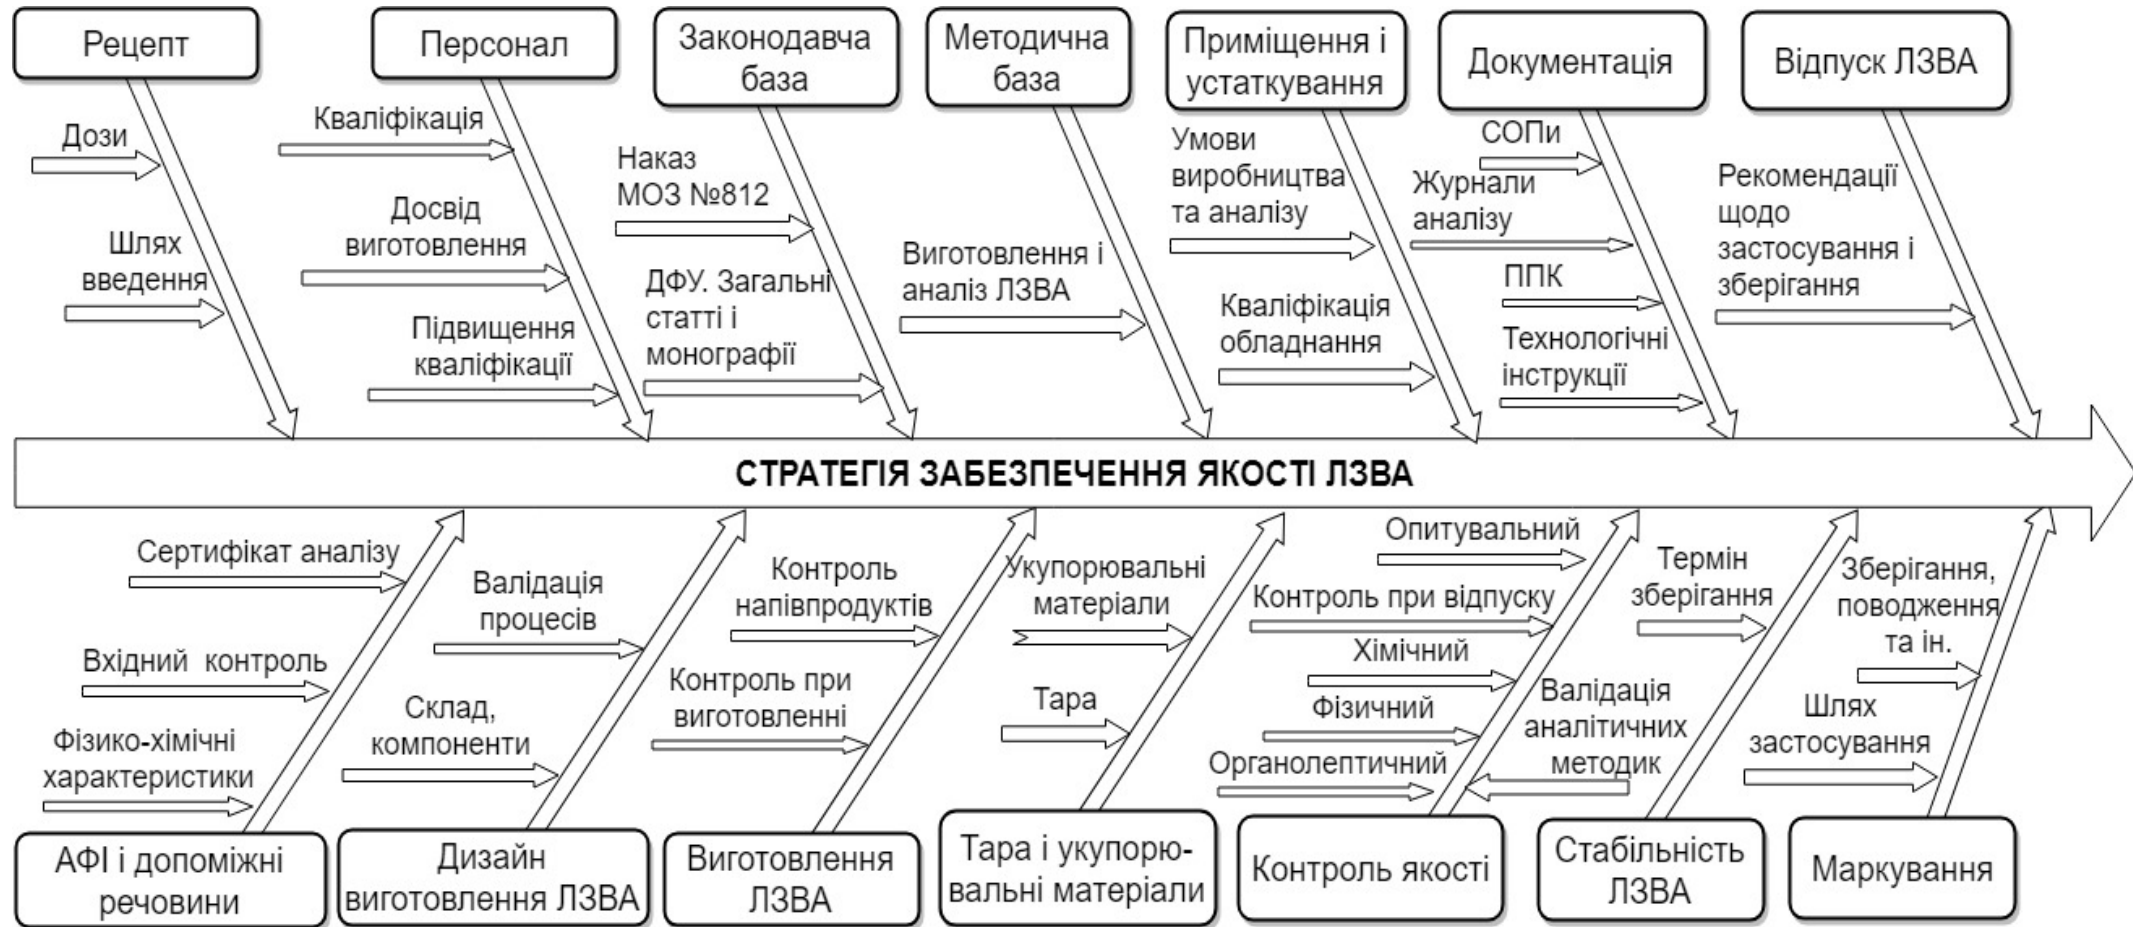 Рецепт
Персонал
Законодавча
база
Методична
база
Приміщення і
устаткування
Документація
Відпуск ЛЗВА
Дози
Шлях
введення
Кваліфікація
Досвід
виготовлення
Підвищення
кваліфікації
Наказ
МОЗ №812
ДФУ. Загальні
статті і
монографії
Виготовлення і
аналіз ЛЗВА
Умови
виробництва
та аналізу
Кваліфікація
обладнання
СОПи
Журнали
аналізу
ППК
Технологічні
інструкції
Рекомендації
щодо
застосування і
зберігання
СТРАТЕГІЯ ЗАБЕЗПЕЧЕННЯ ЯКОСТІ ЛЗВА
Сертифікат аналізу
Вхідний контроль
Фізико-хімічні
характеристики
Валідація
процесів
Склад,
компоненти
Контроль
напівпродуктів
Контроль при
виготовленні
Укупорювальні
матеріали
Тара
Опитувальний
Контроль при відпуску
Хімічний
Фізичний
Органолептичний
Валідація
аналітичних
методик
Термін
зберігання
Зберігання,
поводження
та ін.
Шлях
застосування
АФІ і допоміжні
речовини
Дизайн
виготовлення ЛЗВА
Виготовлення
ЛЗВА
Тара і укупорю-
вальні матеріали
Контроль якості
Стабільність
ЛЗВА
Маркування